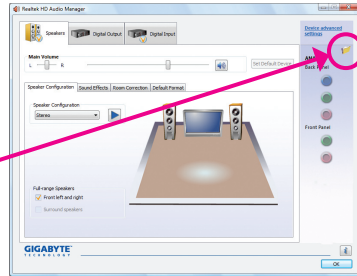 Realtek HD Audio Manager
Speakers
Digital Output
Digital Input
Device advanced
settings
Main Volume
L
R
Set Default Device
Back Panel
Speaker Configuration
Sound Effects
Room Correction
Default Format
Speaker Configuration
Stereo
Front Panel
Full-range Speakers
Front left and right
Surround speakers
GIGABYTE
TECHNOLOGY
OK